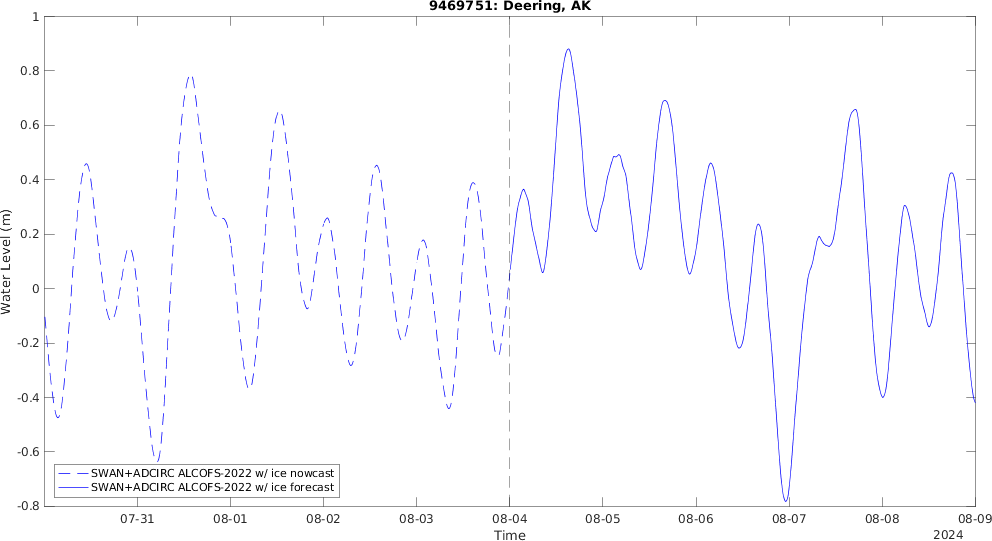 9469751: Deering, AK
1
0.8
0.6
0.4
0.2
0
-0.2
-0.4
-0.6
-0.8
Water Level (m)
SWAN+ADCIRC ALCOFS-2022 w/ ice nowcast
SWAN+ADCIRC ALCOFS-2022 w/ ice forecast
07-31 08-01 08-02 08-03 08-04 08-05 08-06 08-07 08-08 08-09
Time
2024